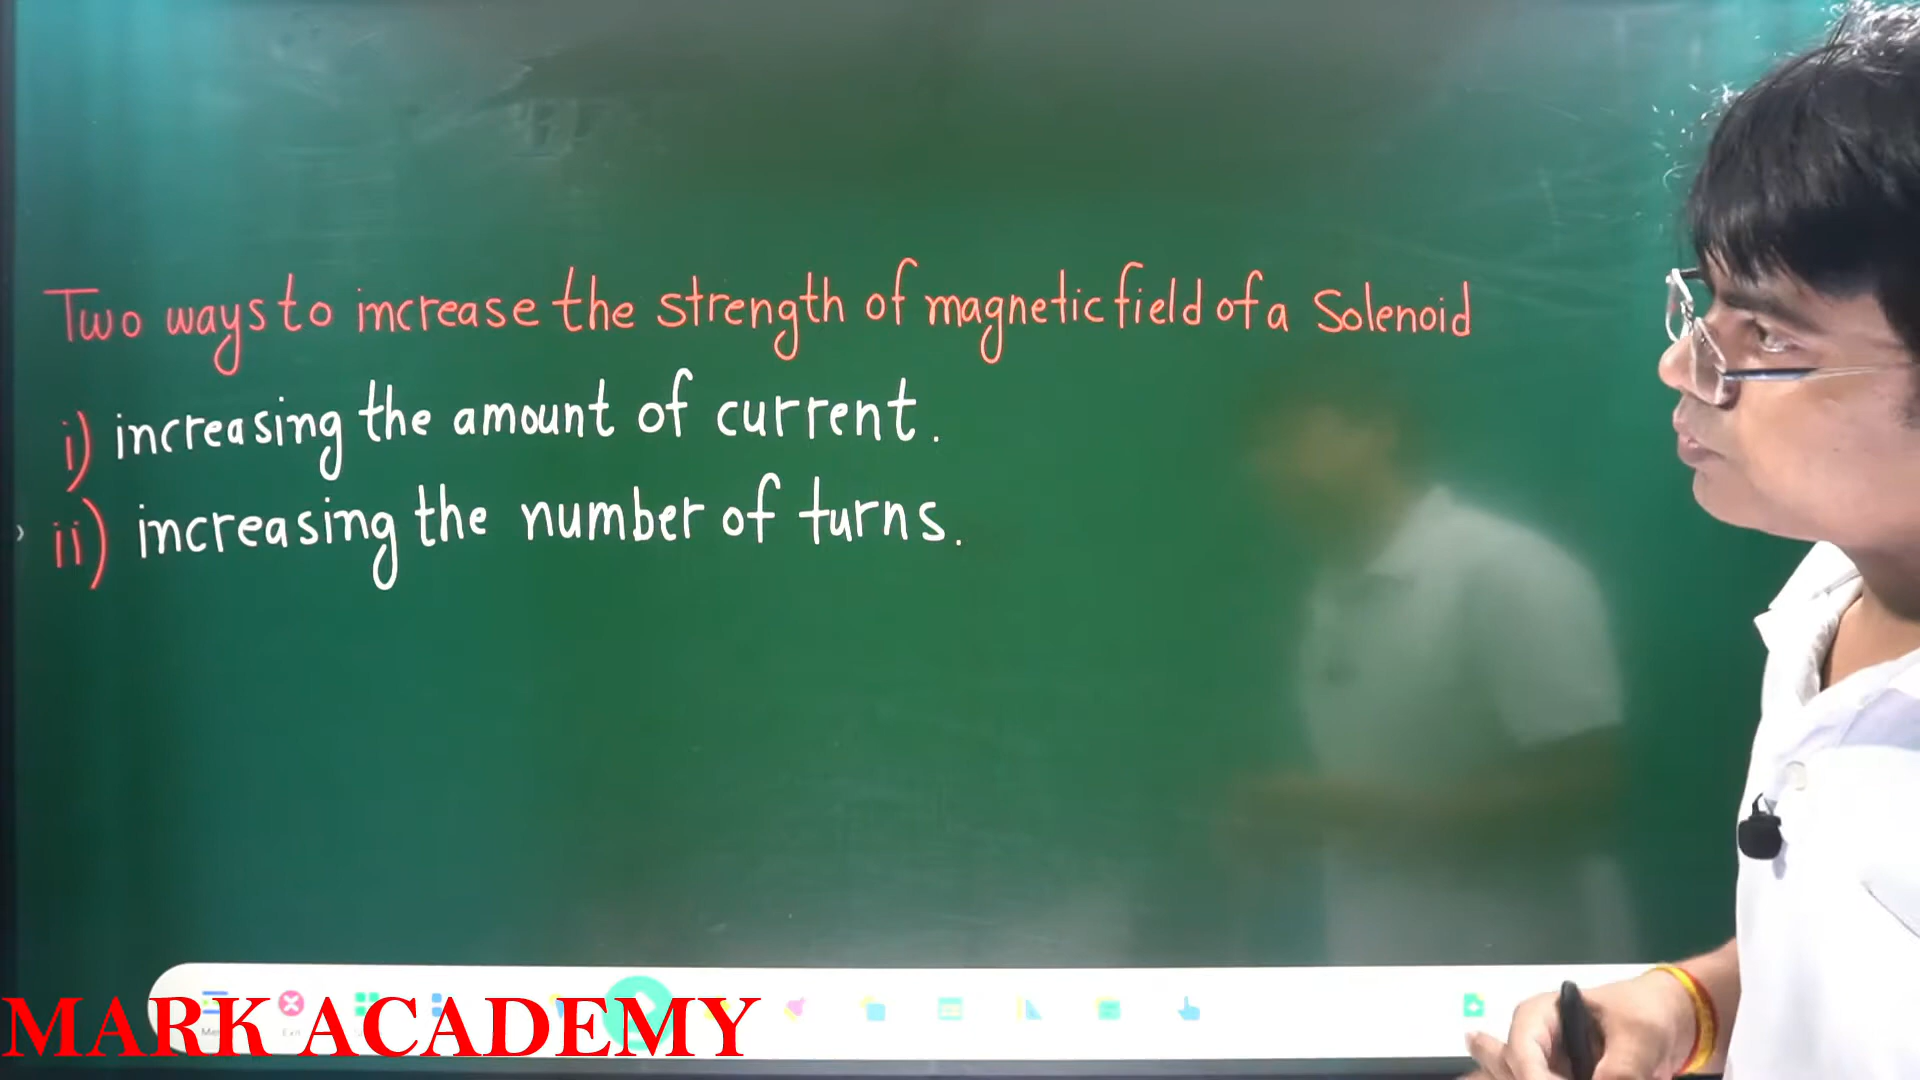 Two ways to increase the strength of magnetic field of a Solenoid
i) increasing the amount of current.
ii) increasing the number of turns.
MARK ACADEMY